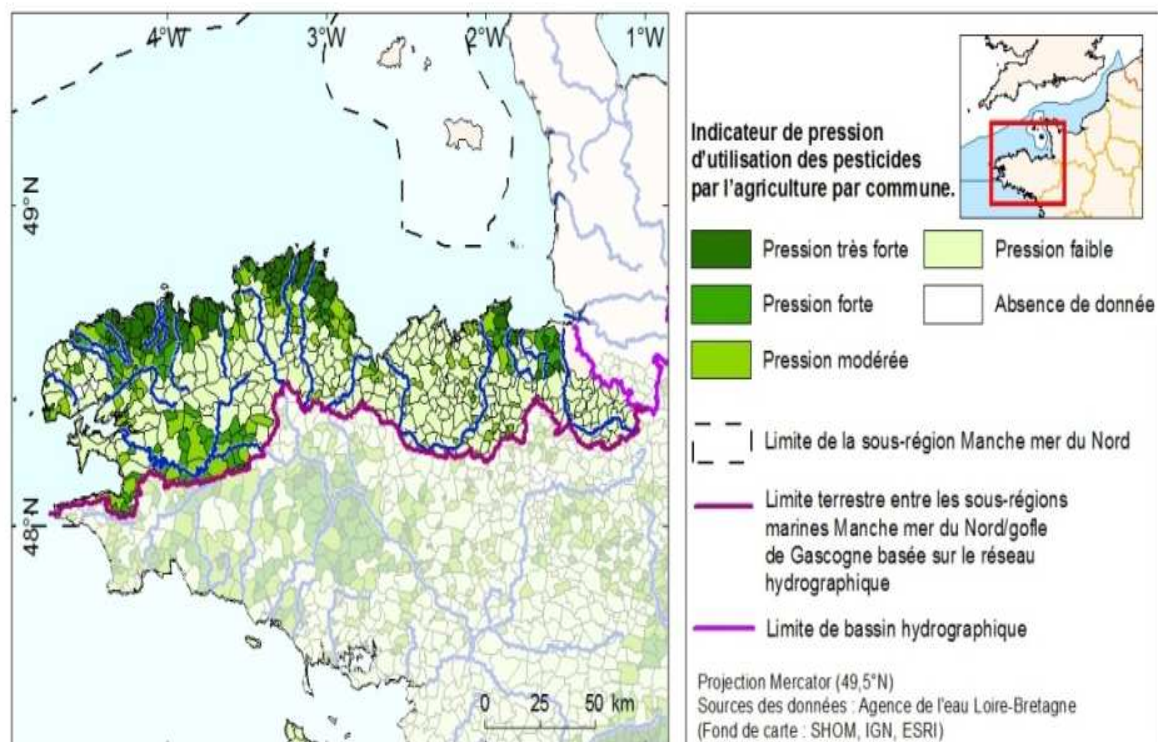 4°W
3°W
2°W
1°W
49°N
48°N
0 25 50 km
Indicateur de pression
d'utilisation des pesticides
par l'agriculture par commune.
Pression très forte
Pression faible
Pression forte
Absence de donnée
Pression modérée
Limite de la sous-région Manche mer du Nord
Limite terrestre entre les sous-régions
marines Manche mer du Nord/gofle
de Gascogne basée sur le réseau
hydrographique
Limite de bassin hydrographique
Projection Mercator (49,5°N)
Sources des données : Agence de l'eau Loire-Bretagne
(Fond de carte : SHOM, IGN, ESRI)